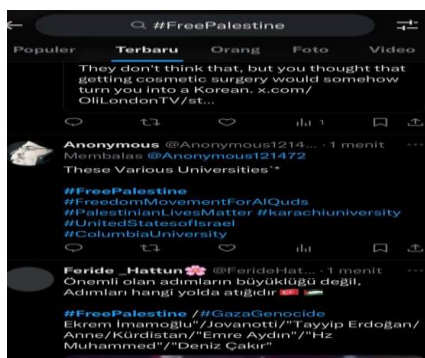 #FreePalestine
Populer Terbaru Orang Foto Video
They don't think that, but you thought that
getting cosmetic surgery would somehow
turn you into a Korean. x.com/
OliLondonTV/st...
1
Anonymous @Anonymous1214... · 1 menit
Membalas @Anonymous121472
These Various Universities`*
#FreePalestine
#FreedomMovementForAlQuds
#PalestinianLivesMatter #karachiuniversity
#UnitedStatesofIsrael
#ColumbiaUniversity
Feride _Hattun🌸 @FerideHat... · 1 menit
Önemli olan adımların büyüklüğü değil,
Adımları hangi yolda atığıdır 🇹🇷 🇵🇸
#FreePalestine /#GazaGenocide
Ekrem İmamoğlu"/Jovanotti/"Tayyip Erdoğan/
Anne/Kürdistan/"Emre Aydın"/"Hz
Muhammed"/"Deniz Çakır"